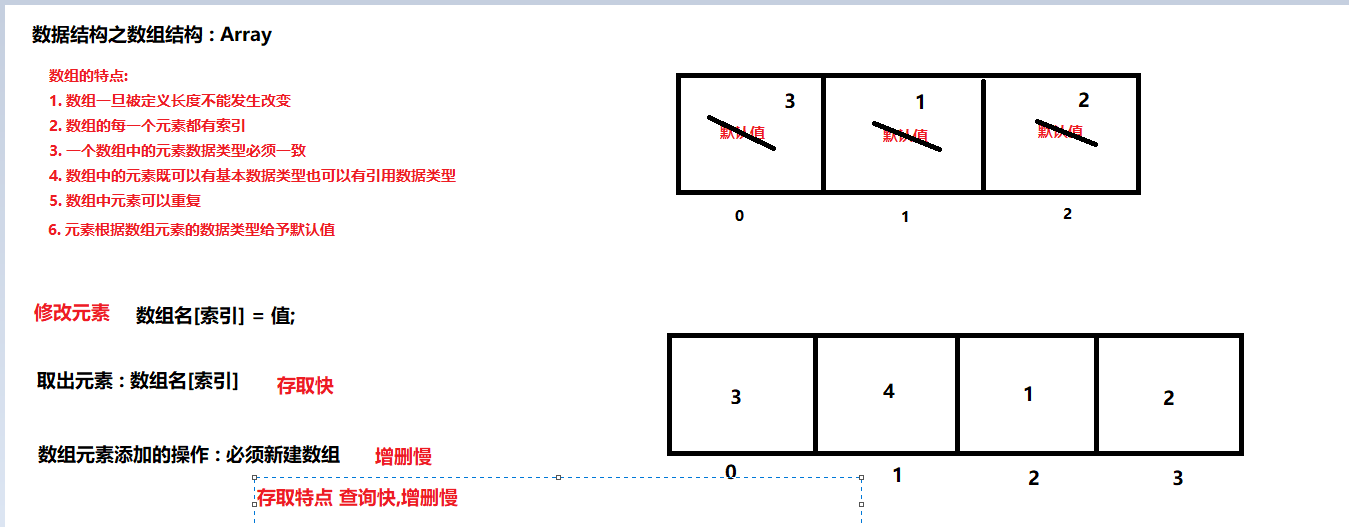 数据结构之数组结构 : Array
数组的特点:
1. 数组一旦被定义长度不能发生改变
2. 数组的每一个元素都有索引
3. 一个数组中的元素数据类型必须一致
4. 数组中的元素既可以有基本数据类型也可以有引用数据类型
5. 数组中元素可以重复
6. 元素根据数组元素的数据类型给予默认值
3 1 2
默认值 默认值 默认值
0 1 2
修改元素 数组名[索引] = 值;
取出元素 : 数组名[索引] 存取快
数组元素添加的操作 : 必须新建数组 增删慢
存取特点 查询快,增删慢
3 4 1 2
0 1 2 3